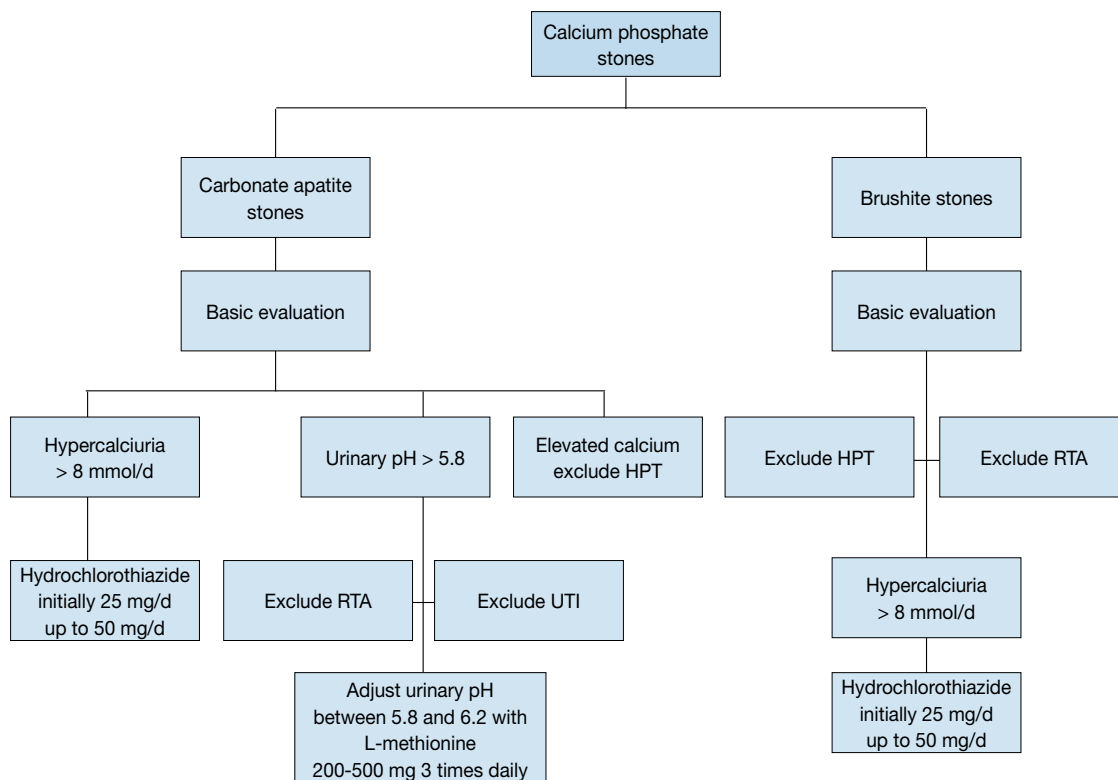 Calcium phosphate
stones
Carbonate apatite
stones
Brushite stones
Basic evaluation
Basic evaluation
Hypercalciuria
> 8 mmol/d
Urinary pH > 5.8
Elevated calcium
exclude HPT
Exclude HPT
Exclude RTA
Hydrochlorothiazide
initially 25 mg/d
up to 50 mg/d
Exclude RTA
Exclude UTI
Hypercalciuria
> 8 mmol/d
Adjust urinary pH
between 5.8 and 6.2 with
L-methionine
200-500 mg 3 times daily
Hydrochlorothiazide
initially 25 mg/d
up to 50 mg/d